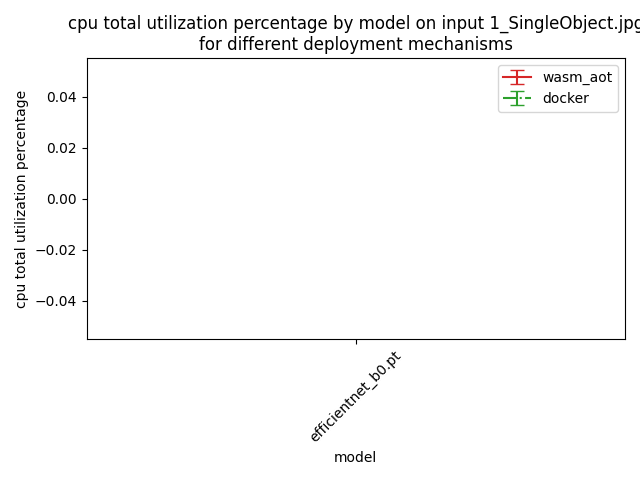 cpu total utilization percentage by model on input 1_SingleObject.jpg
for different deployment mechanisms
wasm_aot
docker
cpu total utilization percentage
0.04
0.02
0.00
−0.02
−0.04
efficientnet_b0.pt
model